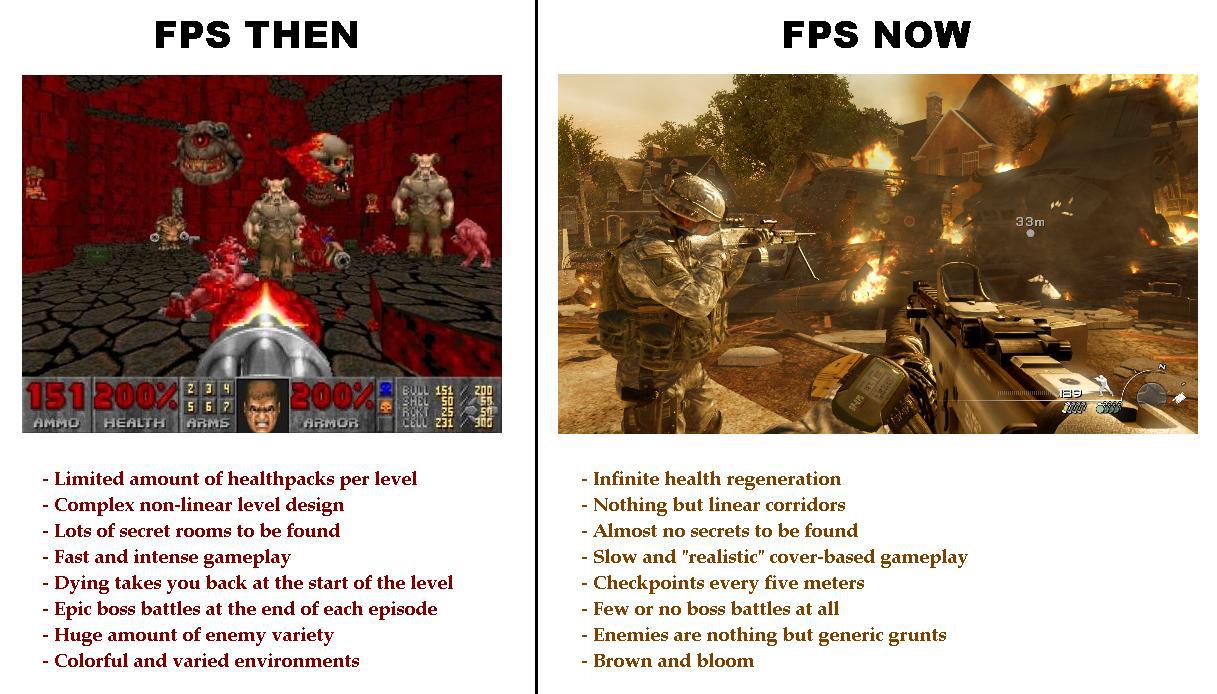 FPS THEN
151
AMMO
200%
HEALTH
2 3 4
5 6 7
ARMS
200%
ARMOR
BULL 151 / 200
SHEL 50 /
RCKT 25 / 50
CELL 231 / 300
- Limited amount of healthpacks per level
- Complex non-linear level design
- Lots of secret rooms to be found
- Fast and intense gameplay
- Dying takes you back at the start of the level
- Epic boss battles at the end of each episode
- Huge amount of enemy variety
- Colorful and varied environments
FPS NOW
33m
189
N
- Infinite health regeneration
- Nothing but linear corridors
- Almost no secrets to be found
- Slow and "realistic" cover-based gameplay
- Checkpoints every five meters
- Few or no boss battles at all
- Enemies are nothing but generic grunts
- Brown and bloom